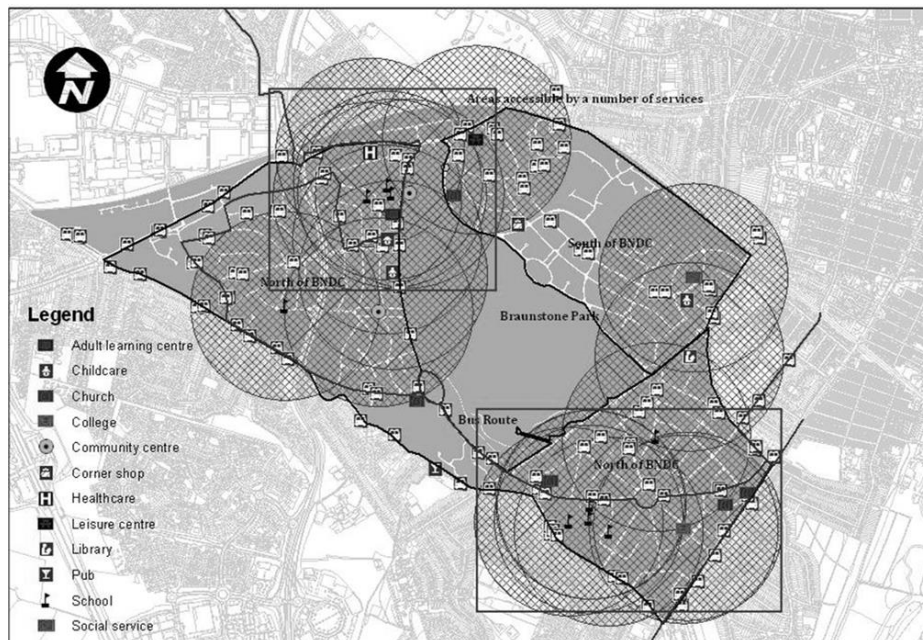 N
Areas accessible by a number of services
H
South of BNDC
North of BNDC
Braunstone Park
Bus Route
North of BNDC
Legend
Adult learning centre
Childcare
Church
College
Community centre
Corner shop
H Healthcare
Leisure centre
Library
Pub
School
Social service